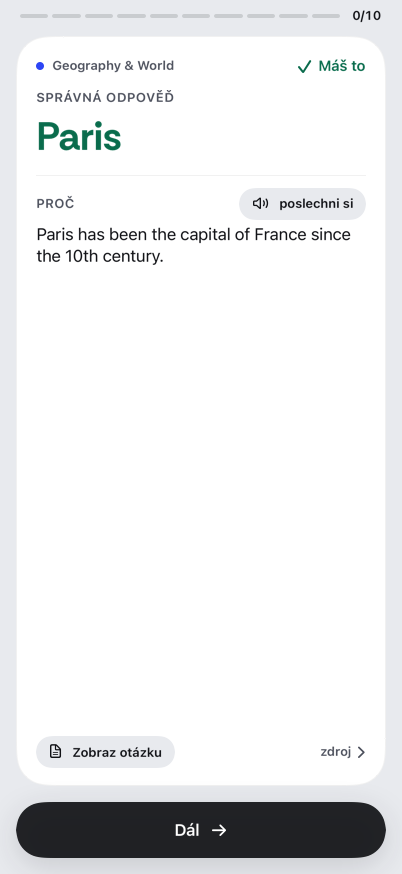 0/10
Geography & World
Máš to
SPRÁVNÁ ODPOVĚĎ
Paris
PROČ
poslechni si
Paris has been the capital of France since
the 10th century.
Zobraz otázku
zdroj
Dál